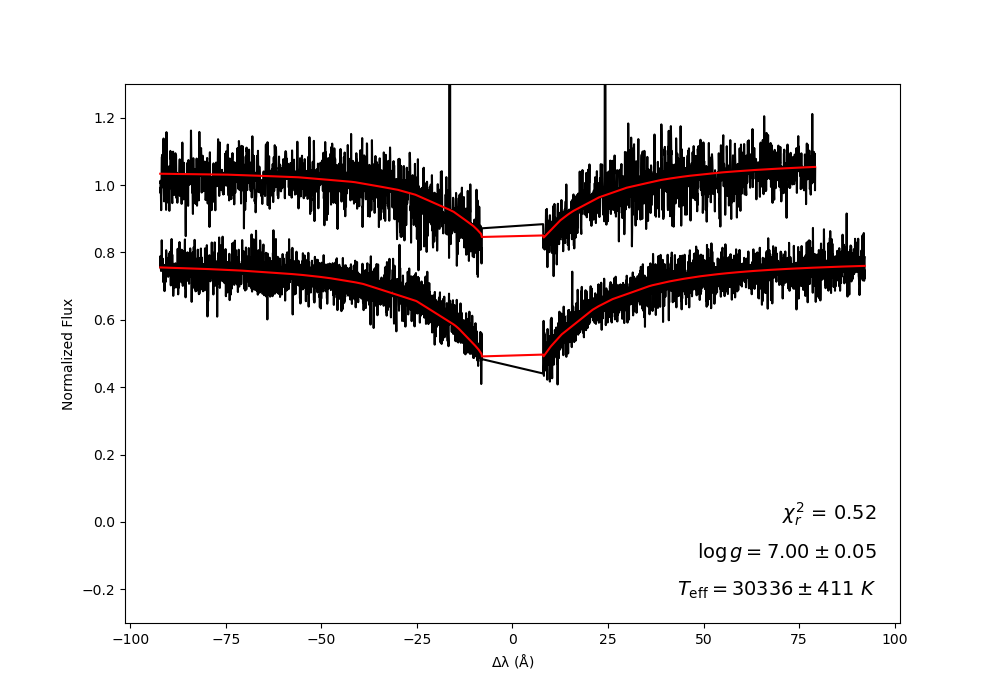 1.2
1.0
0.8
0.6
0.4
0.2
0.0
−0.2
Normalized Flux
χ²ᵣ = 0.52
log g = 7.00 ± 0.05
T_eff = 30336 ± 411 K
−100 −75 −50 −25 0 25 50 75 100
Δλ (Å)